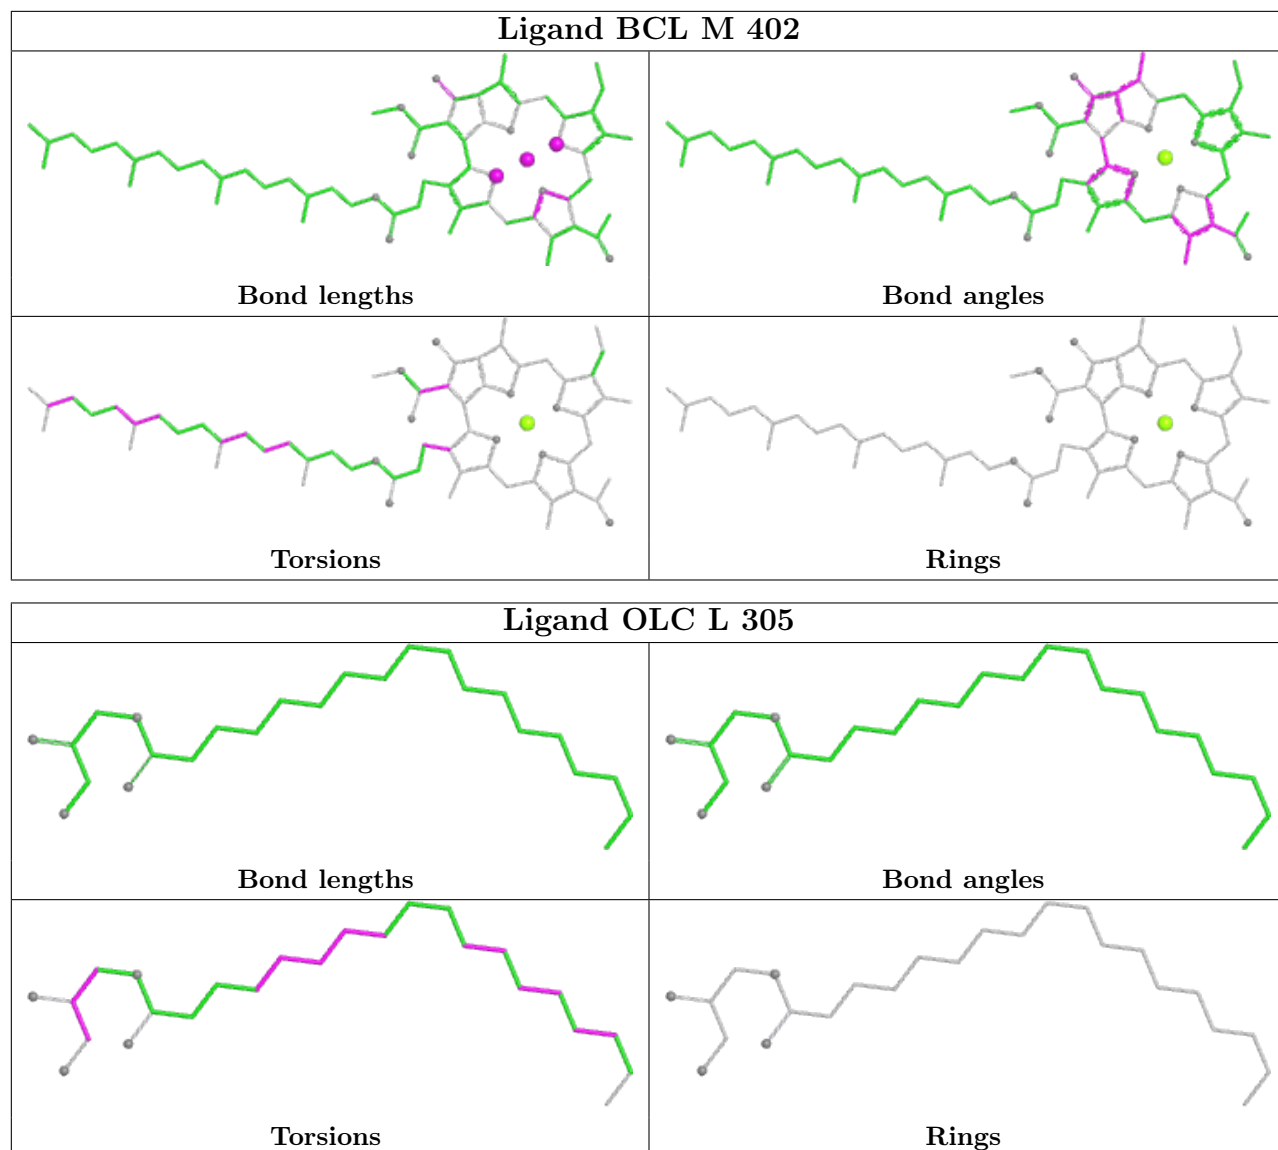 Ligand BCL M 402
Bond lengths
Bond angles
Torsions
Rings
Ligand OLC L 305
Bond lengths
Bond angles
Torsions
Rings